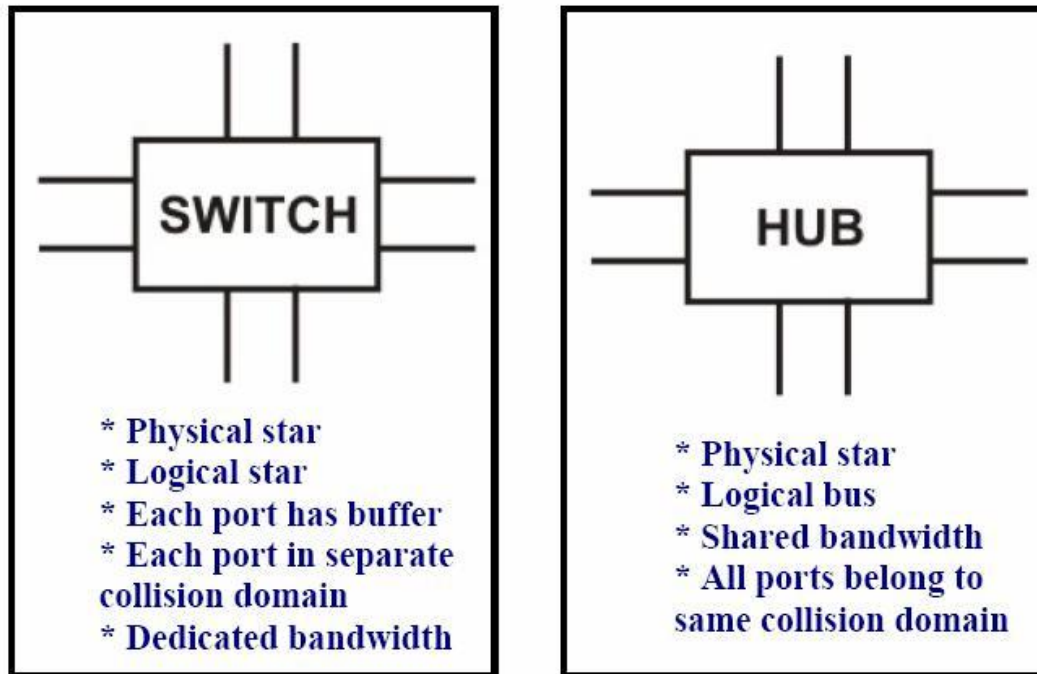 SWITCH
* Physical star
* Logical star
* Each port has buffer
* Each port in separate
collision domain
* Dedicated bandwidth
HUB
* Physical star
* Logical bus
* Shared bandwidth
* All ports belong to
same collision domain